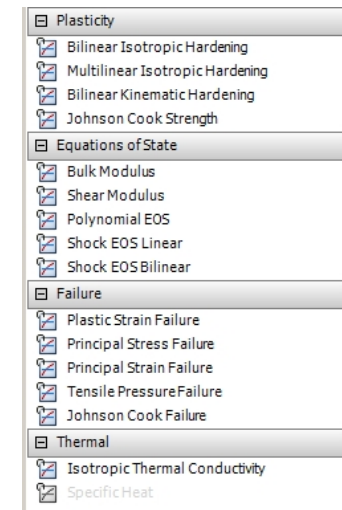 Plasticity
Bilinear Isotropic Hardening
Multilinear Isotropic Hardening
Bilinear Kinematic Hardening
Johnson Cook Strength
Equations of State
Bulk Modulus
Shear Modulus
Polynomial EOS
Shock EOS Linear
Shock EOS Bilinear
Failure
Plastic Strain Failure
Principal Stress Failure
Principal Strain Failure
Tensile Pressure Failure
Johnson Cook Failure
Thermal
Isotropic Thermal Conductivity
Specific Heat